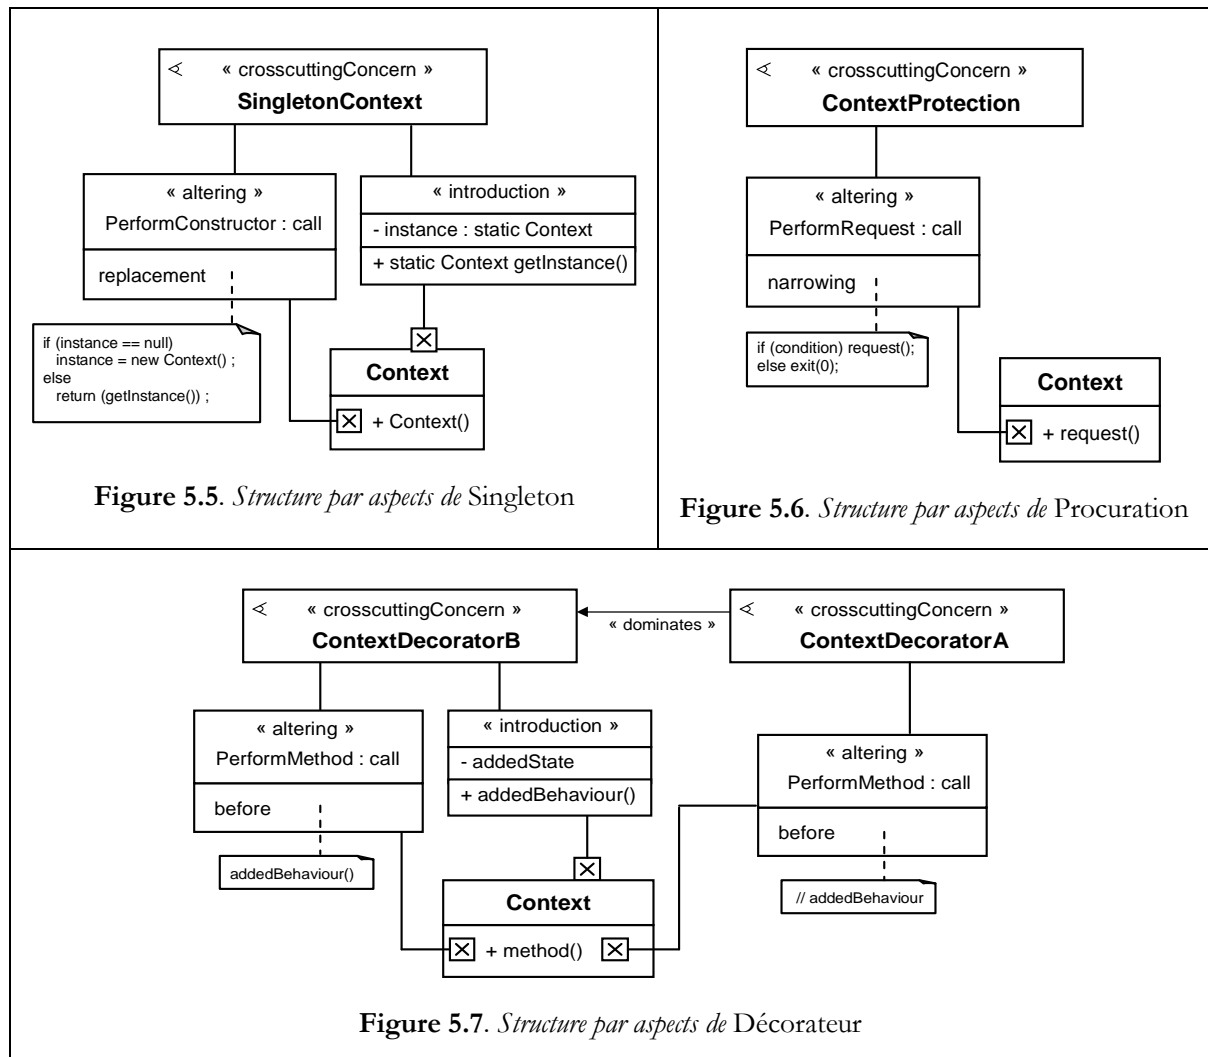 « crosscuttingConcern »
SingletonContext
« altering »
PerformConstructor : call
replacement
« introduction »
- instance : static Context
+ static Context getInstance()
if (instance == null)
instance = new Context() ;
else
return (getInstance()) ;
Context
+ Context()
Figure 5.5. Structure par aspects de Singleton
« crosscuttingConcern »
ContextProtection
« altering »
PerformRequest : call
narrowing
if (condition) request();
else exit(0);
Context
+ request()
Figure 5.6. Structure par aspects de Procuration
« crosscuttingConcern »
ContextDecoratorB
« dominates »
« crosscuttingConcern »
ContextDecoratorA
« altering »
PerformMethod : call
before
addedBehaviour()
« introduction »
- addedState
+ addedBehaviour()
« altering »
PerformMethod : call
before
// addedBehaviour
Context
+ method()
Figure 5.7. Structure par aspects de Décorateur